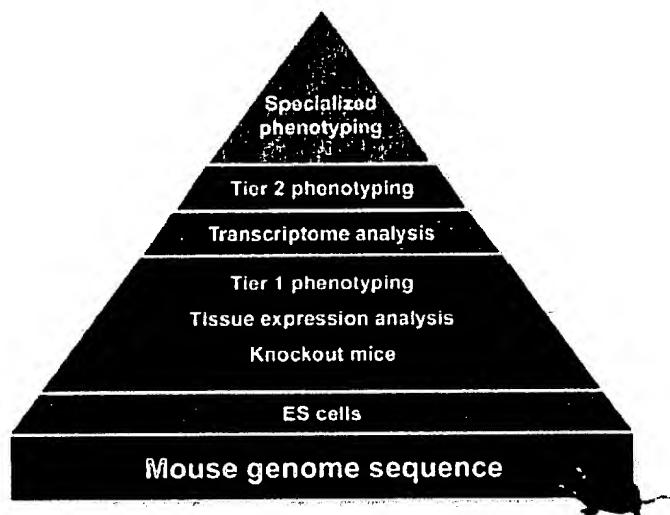 Specialized
phenotyping
Tier 2 phenotyping
Transcriptome analysis
Tier 1 phenotyping
Tissue expression analysis
Knockout mice
ES cells
Mouse genome sequence